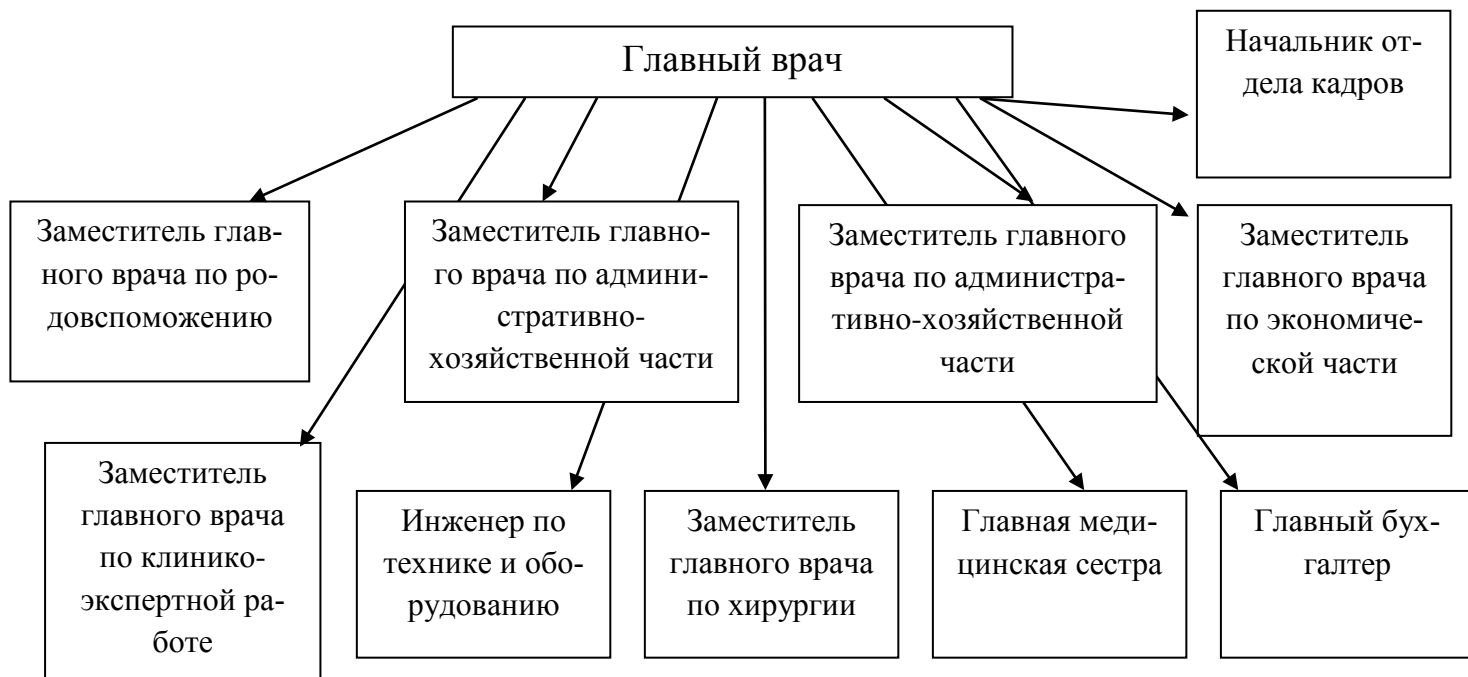 Главный врач
Начальник от-
дела кадров
Заместитель глав-
ного врача по ро-
довспоможению
Заместитель главно-
го врача по админи-
стративно-
хозяйственной части
Заместитель главного
врача по администра-
тивно-хозяйственной
части
Заместитель
главного врача
по экономиче-
ской части
Заместитель
главного врача
по клинико-
экспертной ра-
боте
Инженер по
технике и обо-
рудованию
Заместитель
главного врача
по хирургии
Главная меди-
цинская сестра
Главный бух-
галтер